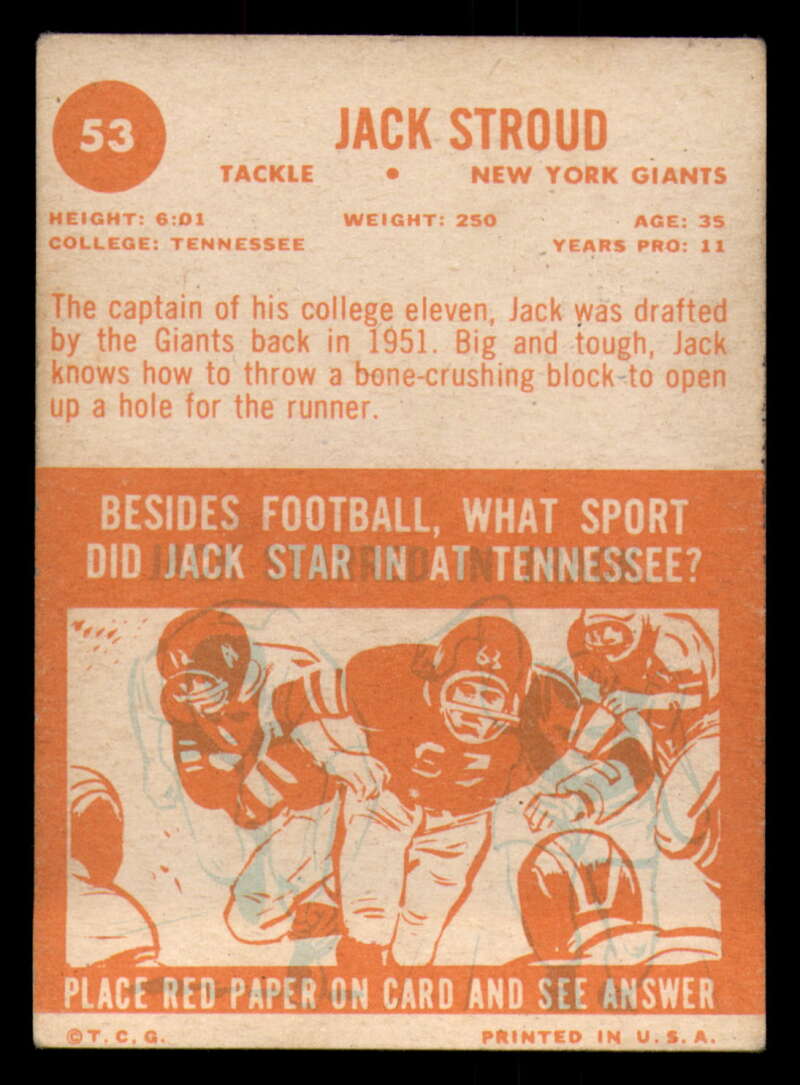 53
JACK STROUD
TACKLE • NEW YORK GIANTS
HEIGHT: 6:01 WEIGHT: 250 AGE: 35
COLLEGE: TENNESSEE YEARS PRO: 11
The captain of his college eleven, Jack was drafted
by the Giants back in 1951. Big and tough, Jack
knows how to throw a bone-crushing block to open
up a hole for the runner.
BESIDES FOOTBALL, WHAT SPORT
DID JACK STAR IN AT TENNESSEE?
61
63
PLACE RED PAPER ON CARD AND SEE ANSWER
© T. C. G. PRINTED IN U. S. A.